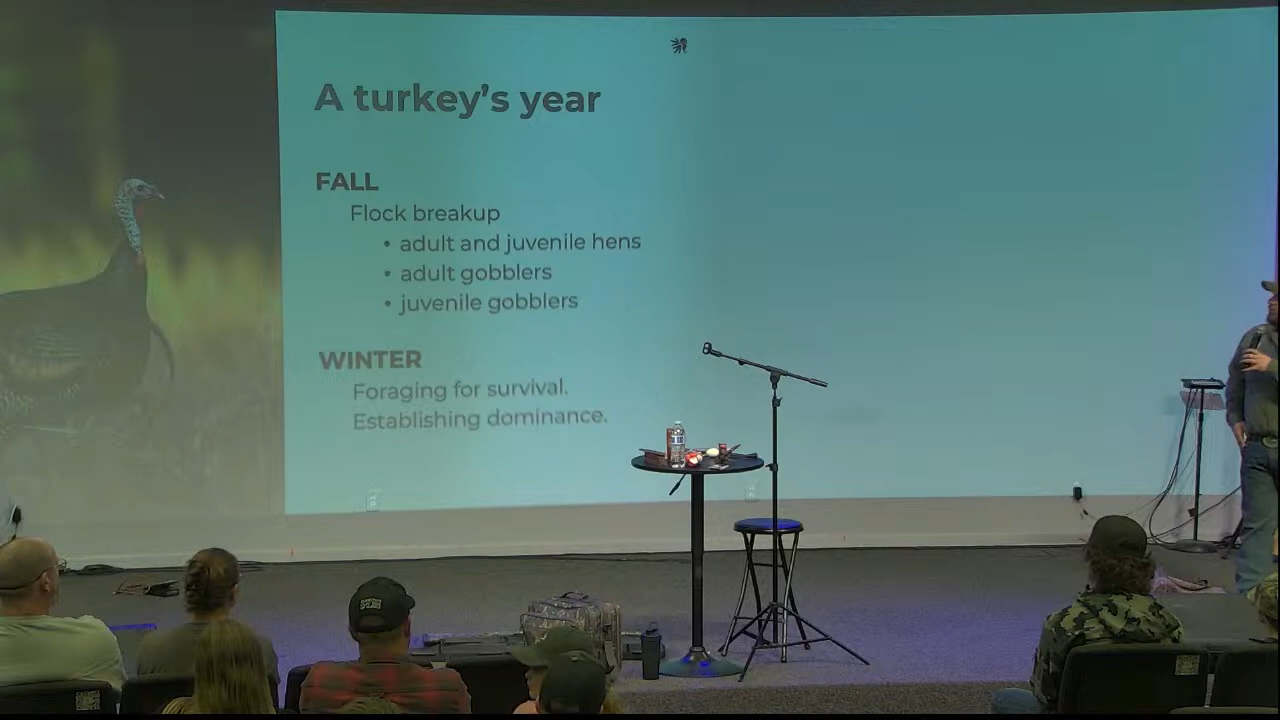 A turkey's year
FALL
Flock breakup
• adult and juvenile hens
• adult gobblers
• juvenile gobblers
WINTER
Foraging for survival.
Establishing dominance.